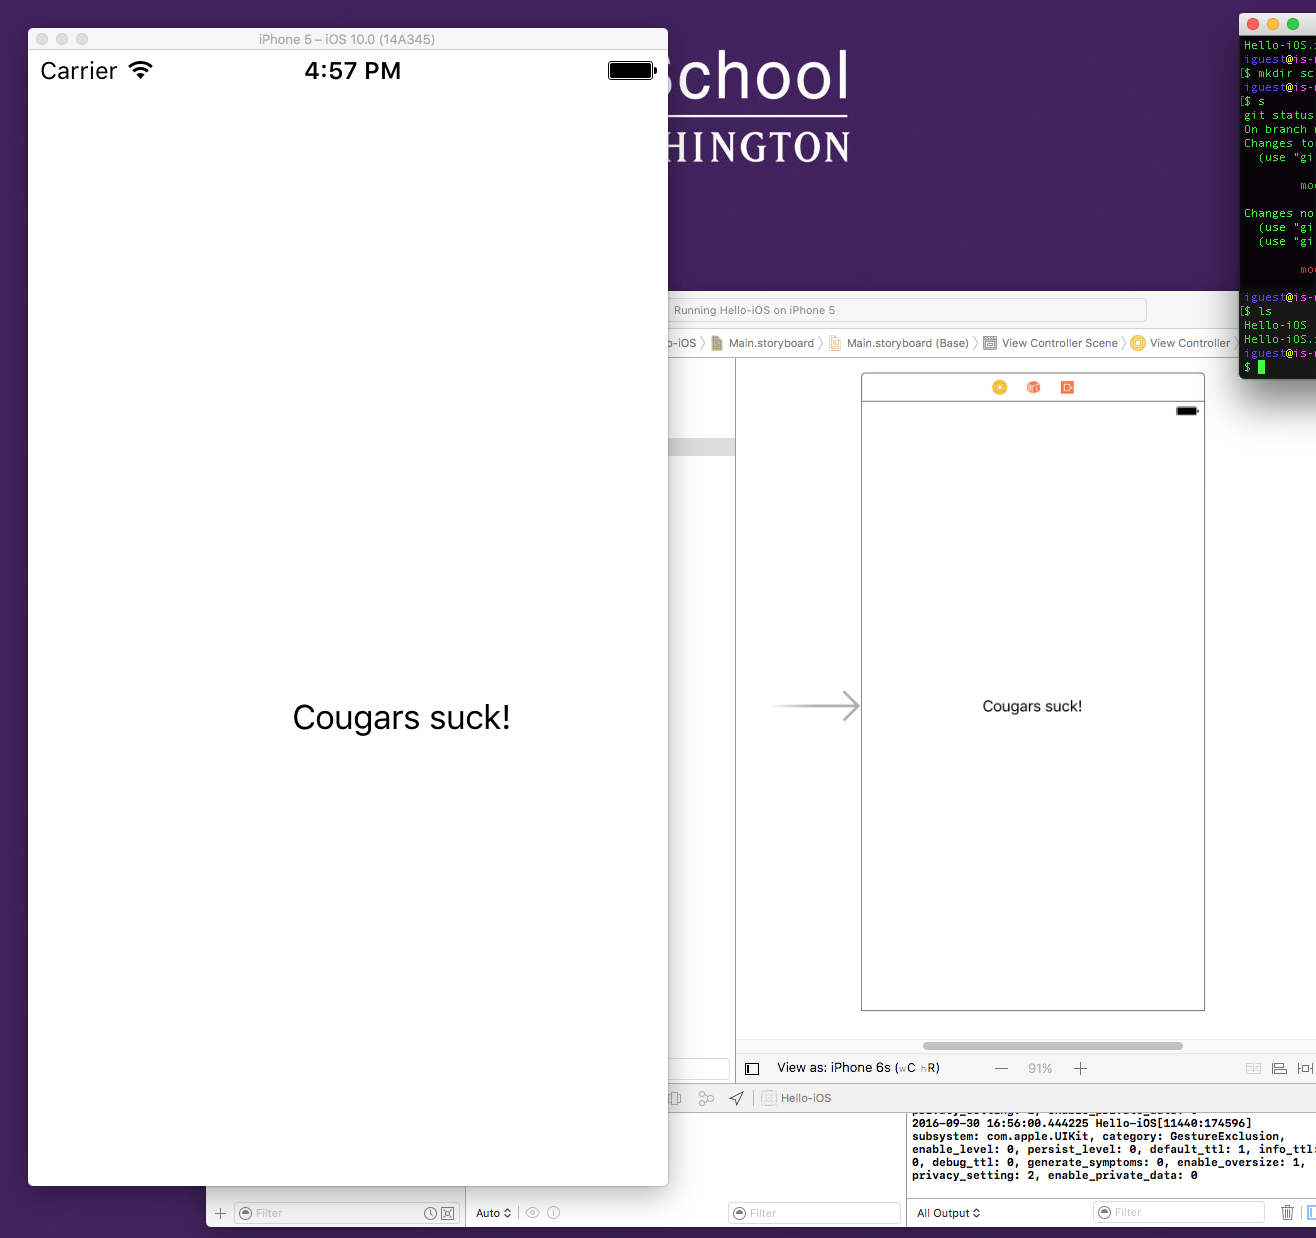 iPhone 5 – iOS 10.0 (14A345)
Carrier
4:57 PM
Cougars suck!
School
HINGTON
Hello-iOS.
iguest@is-
[$ mkdir sc
iguest@is-
[$ s
git status
On branch
Changes to
(use "gi
mo
Changes no
(use "gi
(use "gi
mo
iguest@is-
[$ ls
Hello-iOS
Hello-iOS.
iguest@is-
$
Running Hello-iOS on iPhone 5
o-iOS
Main.storyboard
Main.storyboard (Base)
View Controller Scene
View Controller
Cougars suck!
View as: iPhone 6s (wC hR)
— 91% +
Hello-iOS
2016-09-30 16:56:00.444225 Hello-iOS[11440:174596]
subsystem: com.apple.UIKit, category: GestureExclusion,
enable_level: 0, persist_level: 0, default_ttl: 1, info_ttl:
0, debug_ttl: 0, generate_symptoms: 0, enable_oversize: 1,
privacy_setting: 2, enable_private_data: 0
+ Filter
Auto
Filter
All Output
Filter